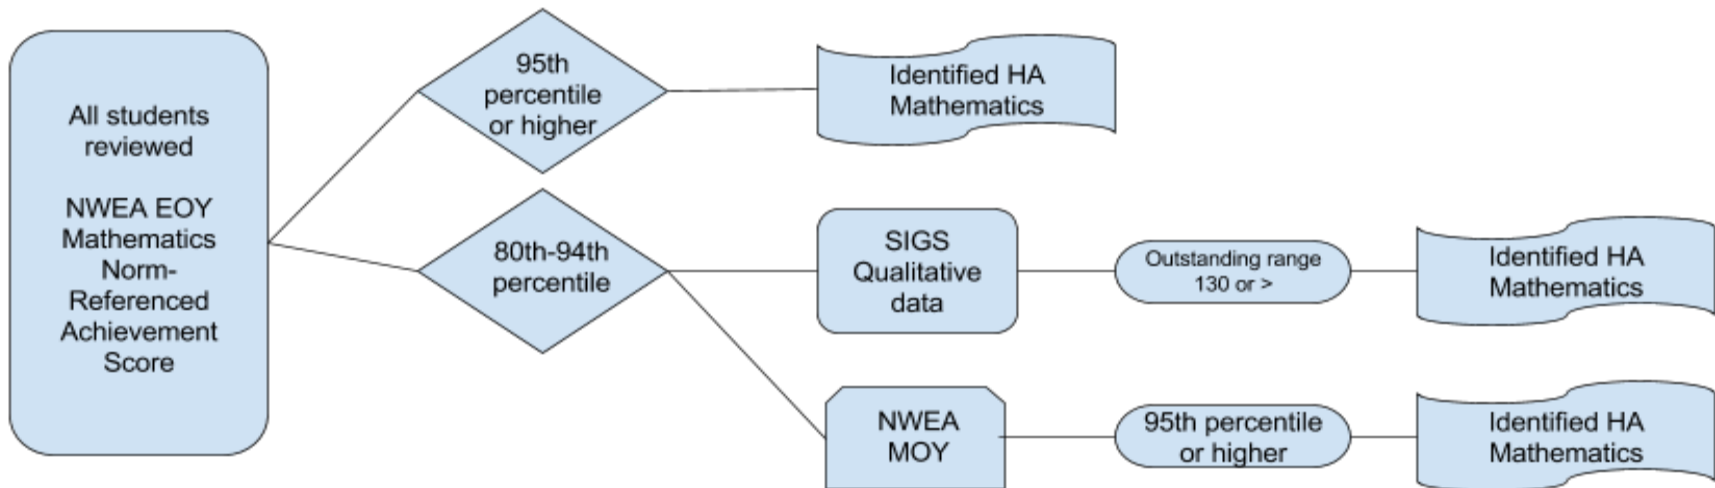 All students
reviewed
NWEA EOY
Mathematics
Norm-
Referenced
Achievement
Score
95th
percentile
or higher
Identified HA
Mathematics
80th-94th
percentile
SIGS
Qualitative
data
Outstanding range
130 or >
Identified HA
Mathematics
NWEA
MOY
95th percentile
or higher
Identified HA
Mathematics